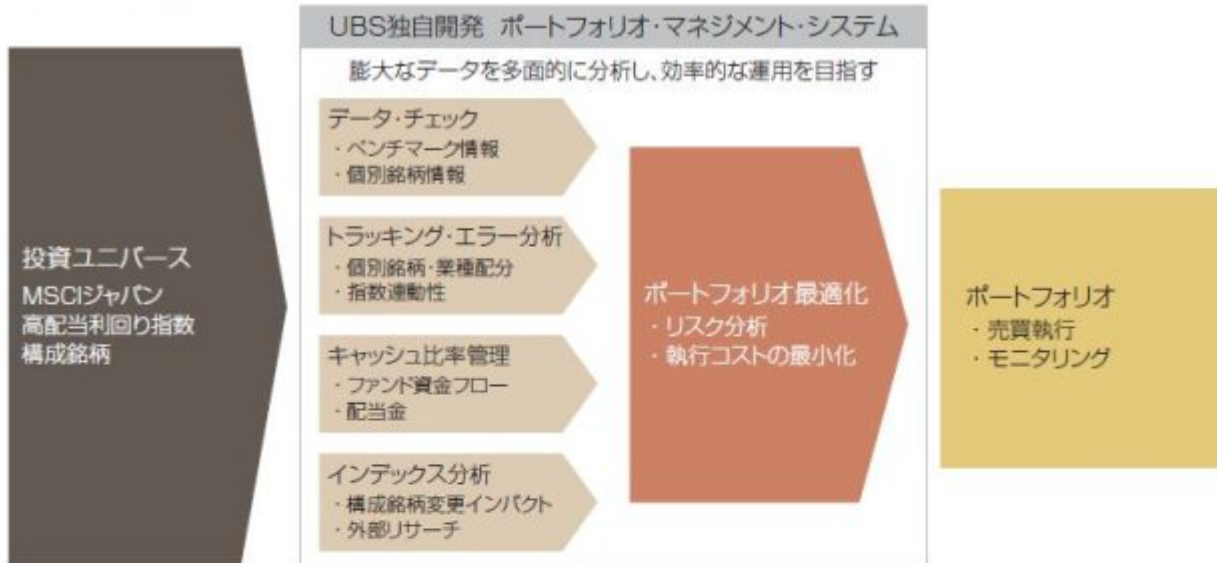 UBS独自開発 ポートフォリオ・マネジメント・システム
膨大なデータを多面的に分析し、効率的な運用を目指す
投資ユニバース
MSCIジャパン
高配当利回り指数
構成銘柄
データ・チェック
・ベンチマーク情報
・個別銘柄情報
トラッキング・エラー分析
・個別銘柄・業種配分
・指数連動性
キャッシュ比率管理
・ファンド資金フロー
・配当金
インデックス分析
・構成銘柄変更インパクト
・外部リサーチ
ポートフォリオ最適化
・リスク分析
・執行コストの最小化
ポートフォリオ
・売買執行
・モニタリング